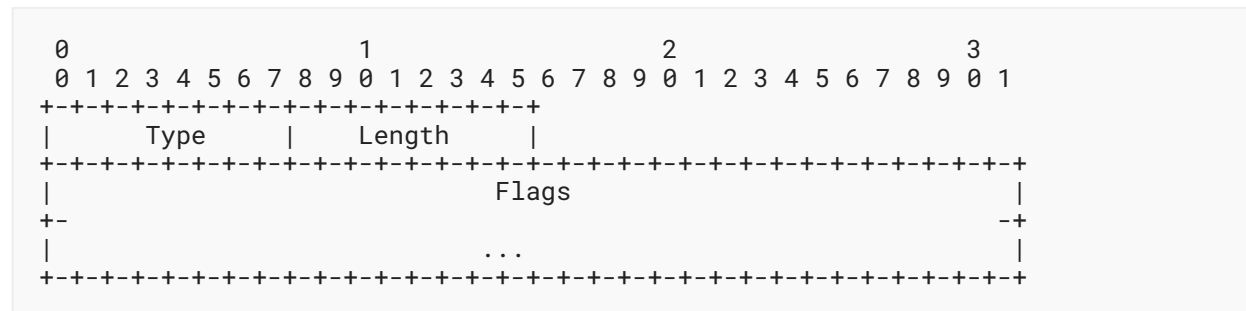 0                   1                   2                   3
 0 1 2 3 4 5 6 7 8 9 0 1 2 3 4 5 6 7 8 9 0 1 2 3 4 5 6 7 8 9 0 1
+-+-+-+-+-+-+-+-+-+-+-+-+-+-+-+-+
|      Type     |    Length     |
+-+-+-+-+-+-+-+-+-+-+-+-+-+-+-+-+-+-+-+-+-+-+-+-+-+-+-+-+-+-+-+-+
|                             Flags                             |
+-                                                             -+
|                            ...                                |
+-+-+-+-+-+-+-+-+-+-+-+-+-+-+-+-+-+-+-+-+-+-+-+-+-+-+-+-+-+-+-+-+